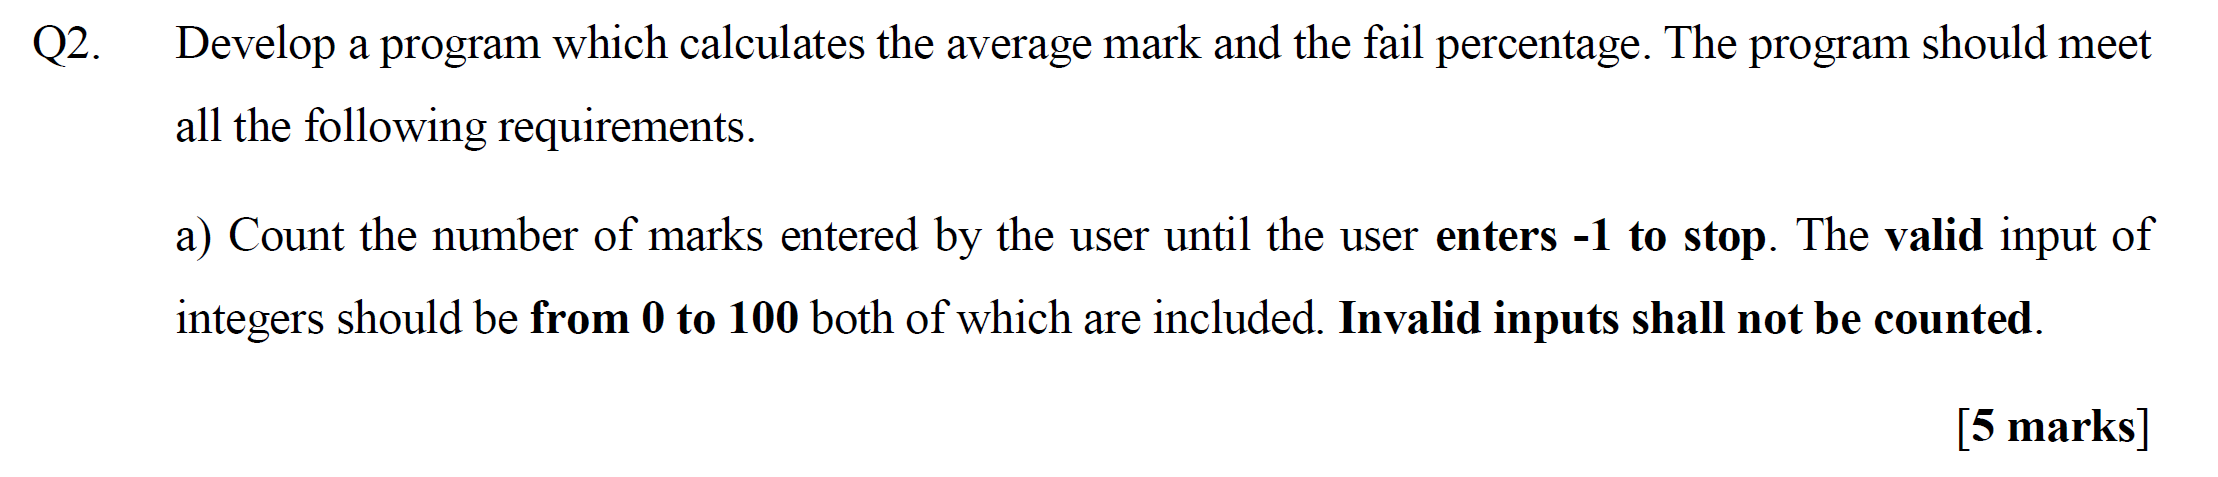 Q2. Develop a program which calculates the average mark and the fail percentage. The program should meet
all the following requirements.
a) Count the number of marks entered by the user until the user enters -1 to stop. The valid input of
integers should be from 0 to 100 both of which are included. Invalid inputs shall not be counted.
[5 marks]